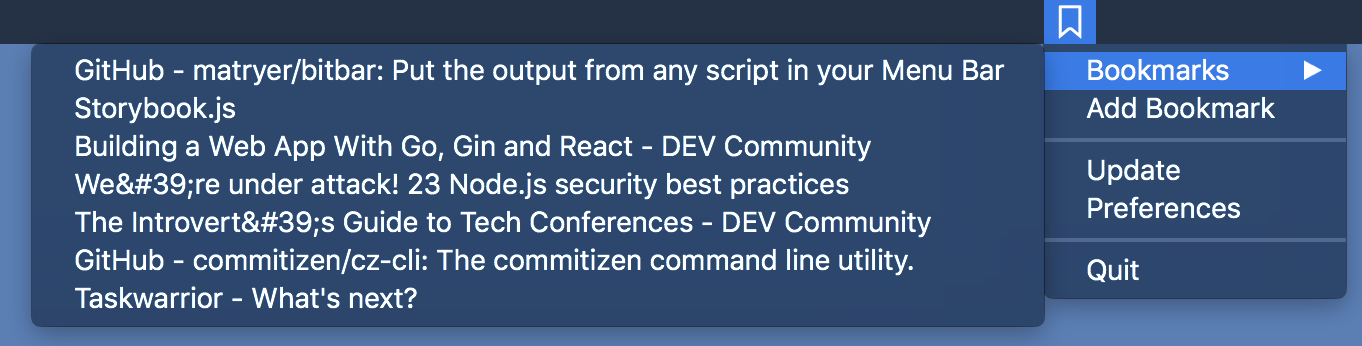 GitHub - matryer/bitbar: Put the output from any script in your Menu Bar
Storybook.js
Building a Web App With Go, Gin and React - DEV Community
We&#39;re under attack! 23 Node.js security best practices
The Introvert&#39;s Guide to Tech Conferences - DEV Community
GitHub - commitizen/cz-cli: The commitizen command line utility.
Taskwarrior - What's next?
Bookmarks
Add Bookmark
Update
Preferences
Quit